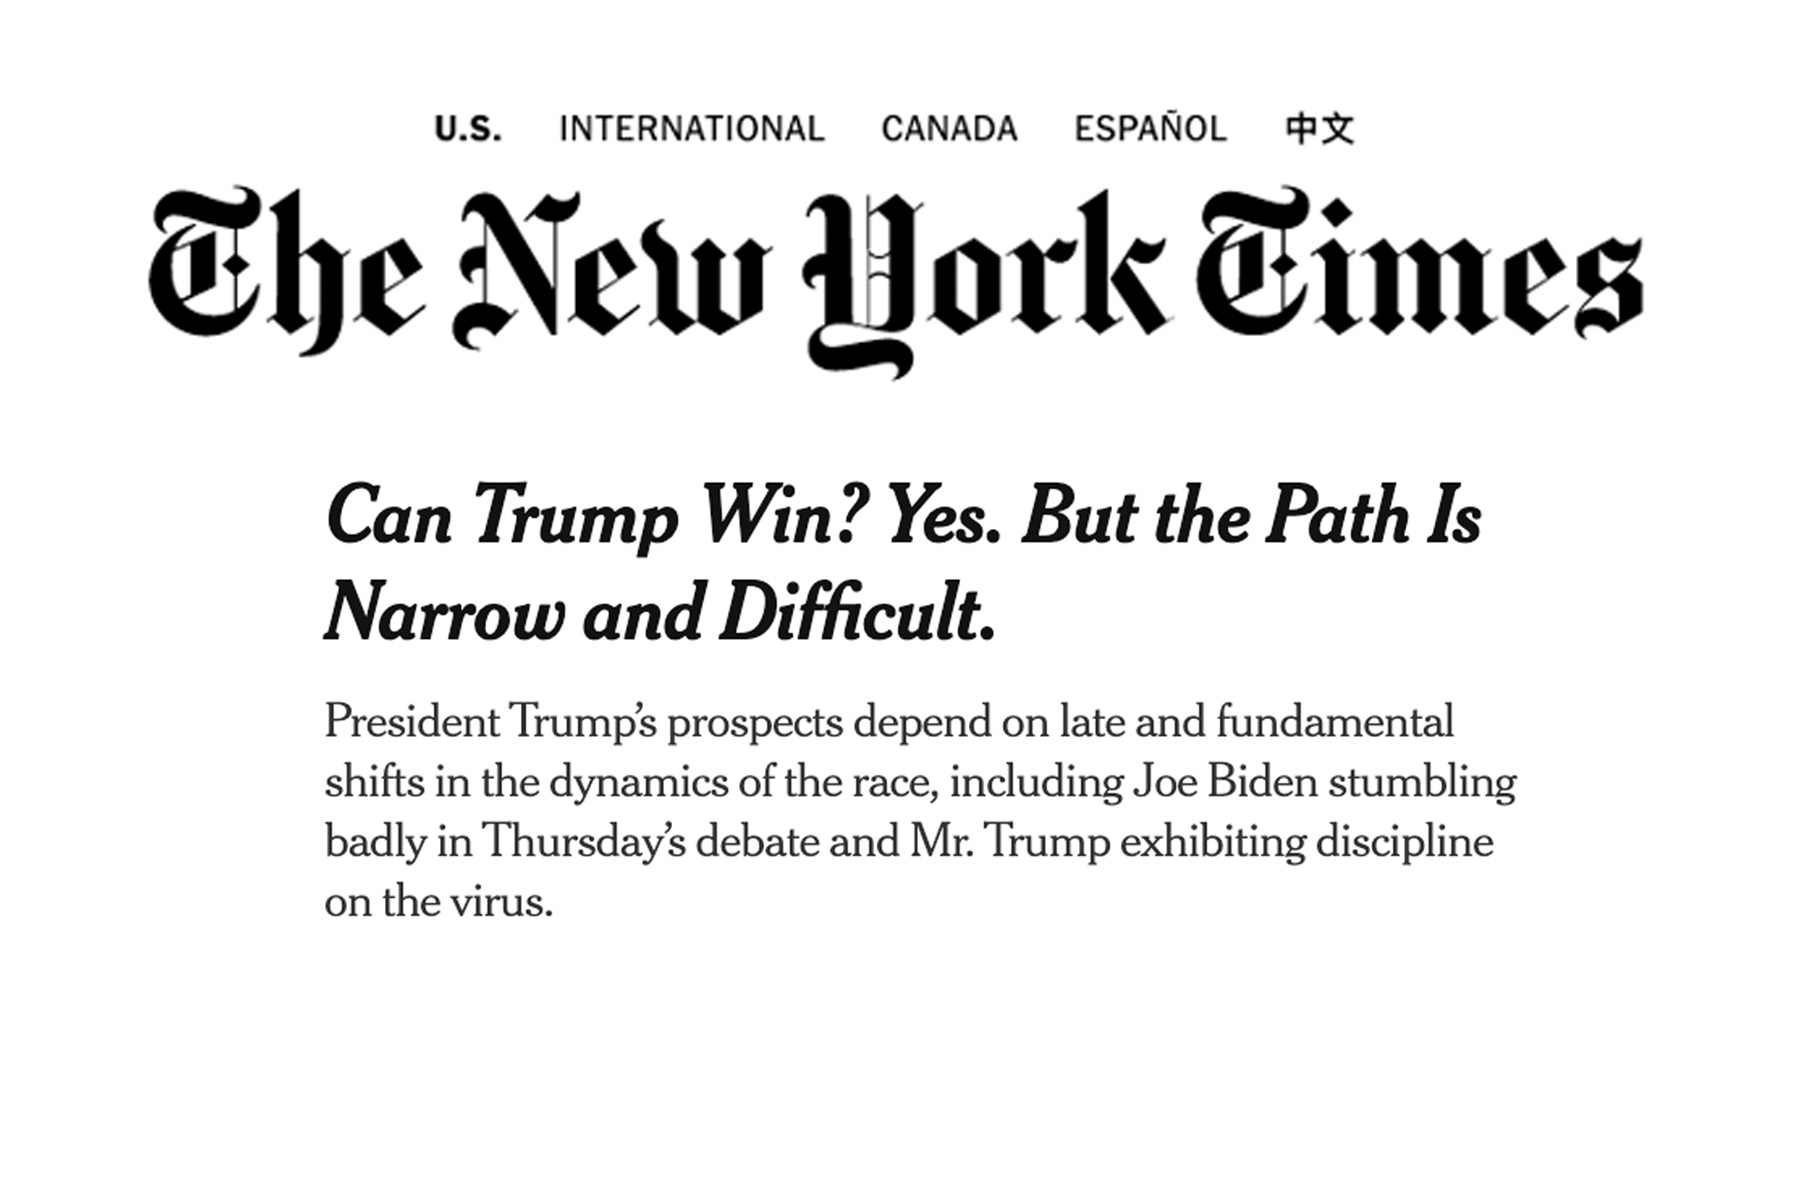 U.S. INTERNATIONAL CANADA ESPAÑOL 中文
The New York Times
Can Trump Win? Yes. But the Path Is
Narrow and Difficult.
President Trump’s prospects depend on late and fundamental
shifts in the dynamics of the race, including Joe Biden stumbling
badly in Thursday’s debate and Mr. Trump exhibiting discipline
on the virus.